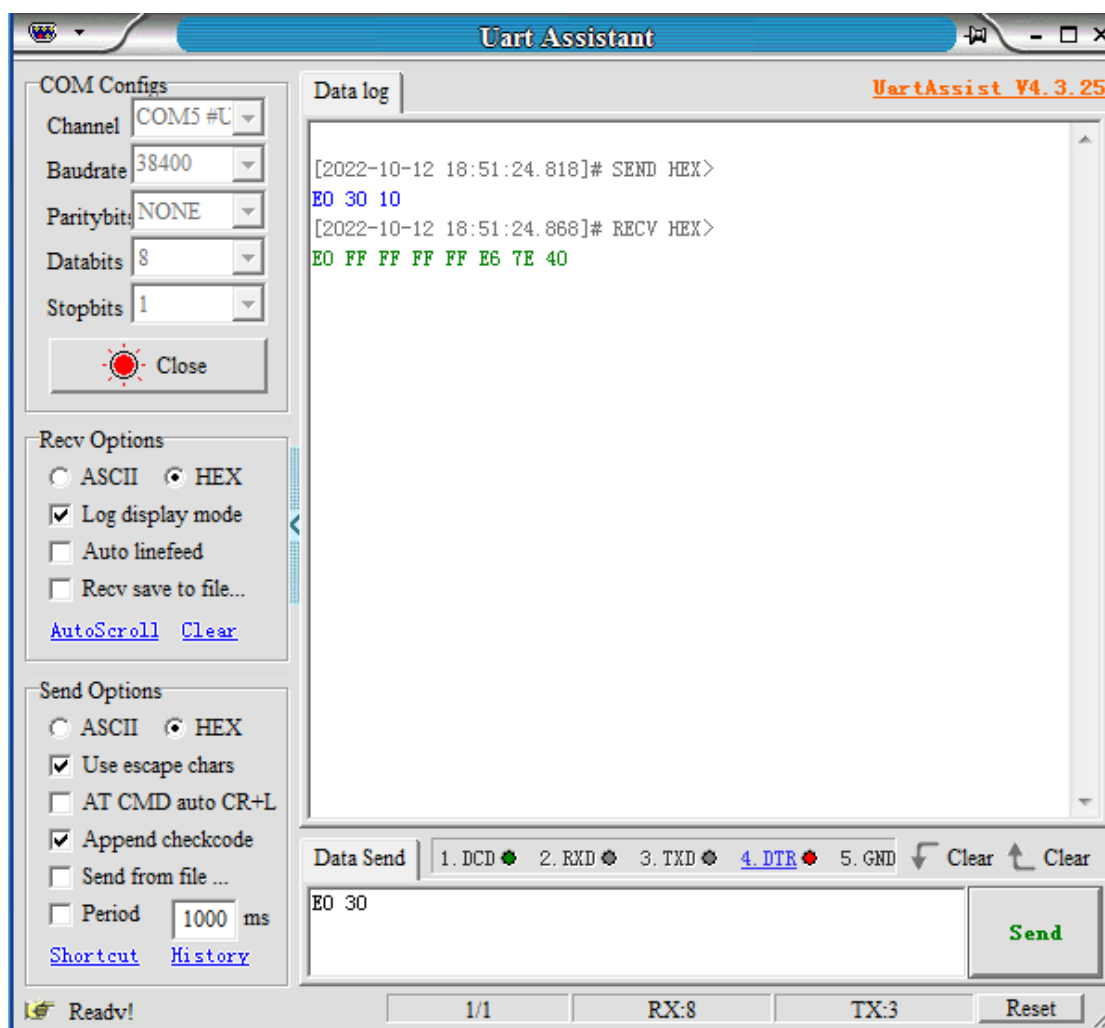 Uart Assistant
COM Configs
Channel COM5 #U
Baudrate 38400
Paritybit: NONE
Databits 8
Stopbits 1
Close
Recv Options
ASCII HEX
Log display mode
Auto linefeed
Recv save to file...
AutoScroll Clear
Send Options
ASCII HEX
Use escape chars
AT CMD auto CR+L
Append checkcode
Send from file ...
Period 1000 ms
Shortcut History
Data log
UartAssist V4.3.25
[2022-10-12 18:51:24.818]# SEND HEX>
E0 30 10
[2022-10-12 18:51:24.868]# RECV HEX>
E0 FF FF FF FF E6 7E 40
Data Send 1. DCD 2. RXD 3. TXD 4. DTR 5. GND Clear Clear
E0 30
Send
Ready! 1/1 RX:8 TX:3 Reset